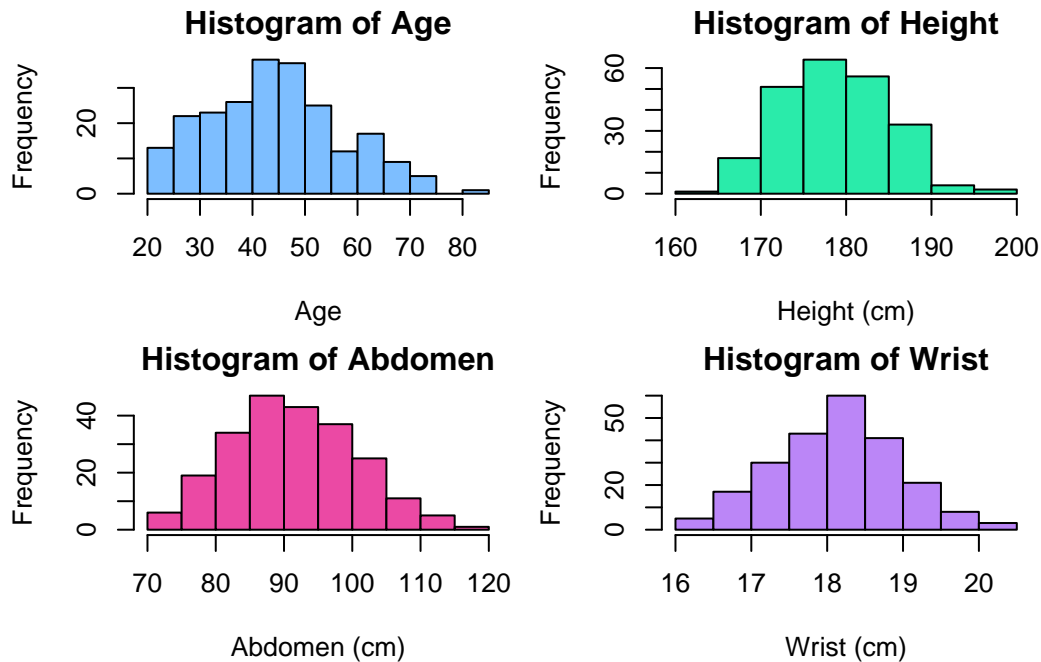 Histogram of Age
Frequency
0 20
20 30 40 50 60 70 80
Age
Histogram of Height
Frequency
0 30 60
160 170 180 190 200
Height (cm)
Histogram of Abdomen
Frequency
0 20 40
70 80 90 100 110 120
Abdomen (cm)
Histogram of Wrist
Frequency
0 20 50
16 17 18 19 20
Wrist (cm)